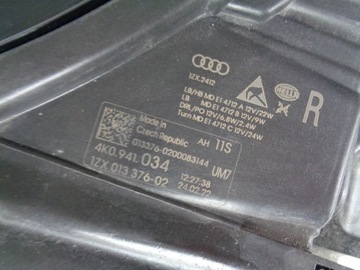 1ZX.2412
HELLA
LB/HB MD E1 4712 A 12V/22W
LB MD E1 4712 B 12V/9W
DRL/PO 12V/6.8W/2.4W
Turn MD E1 4712 C 12V/24W
R
Made in
Czech Republic
AH 11S
013376-0200083144
4K0.941.034
UM7
1ZX 013 376-02
12:27:38
24.02.22